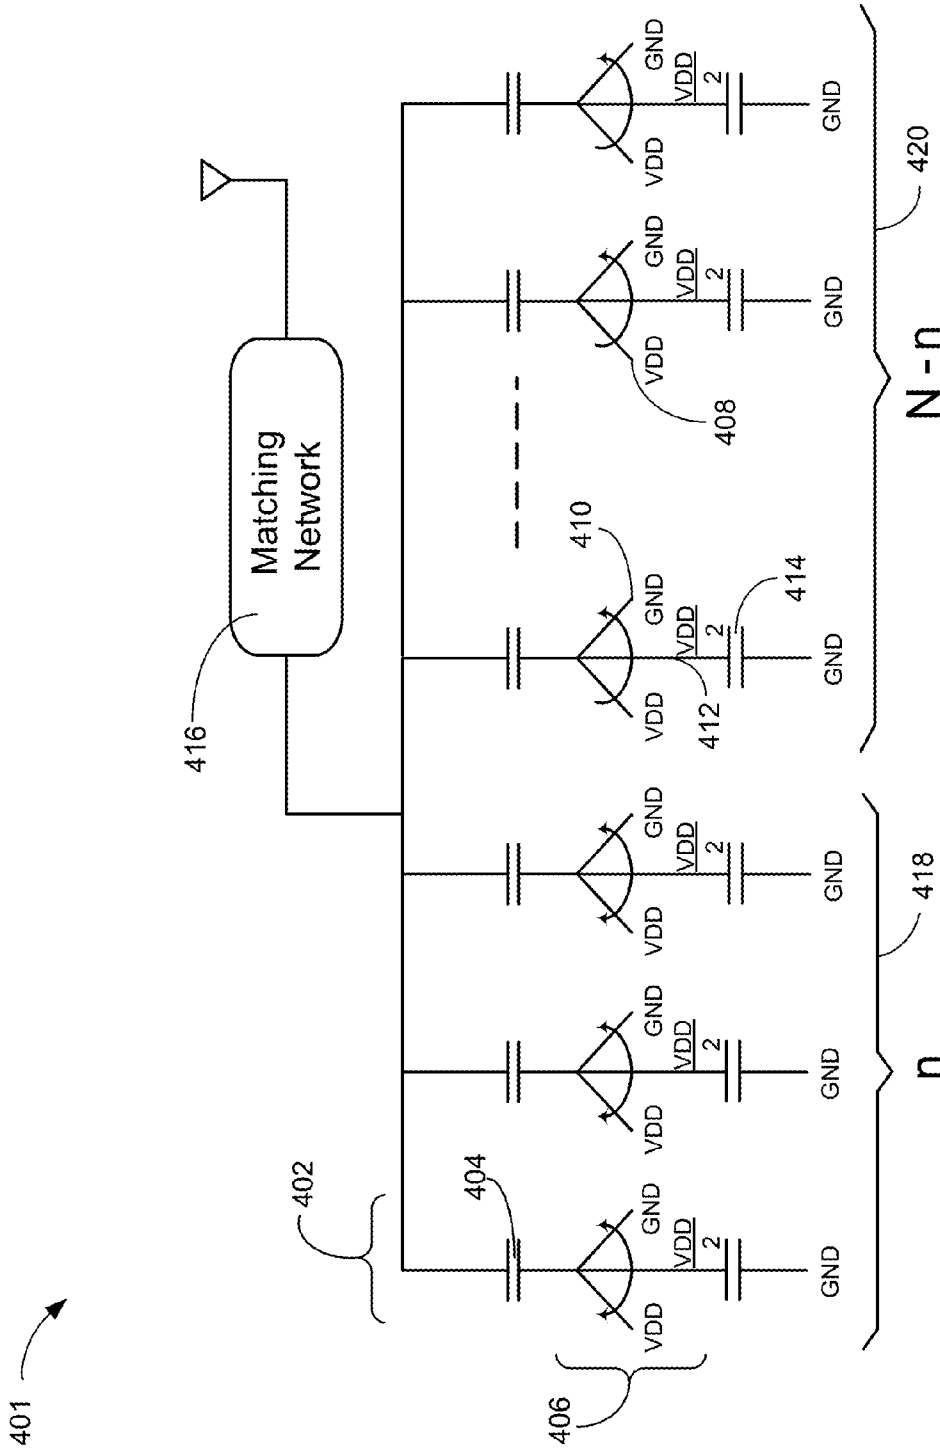 401
416
Matching
Network
402
404
406
410
VDD GND
VDD GND
VDD GND
VDD GND
VDD GND
VDD GND
VDD
2
VDD
2
VDD
2
VDD
2
VDD
2
VDD
2
412
408
414
GND
GND
GND
GND
GND
GND
418
420
n
N - n